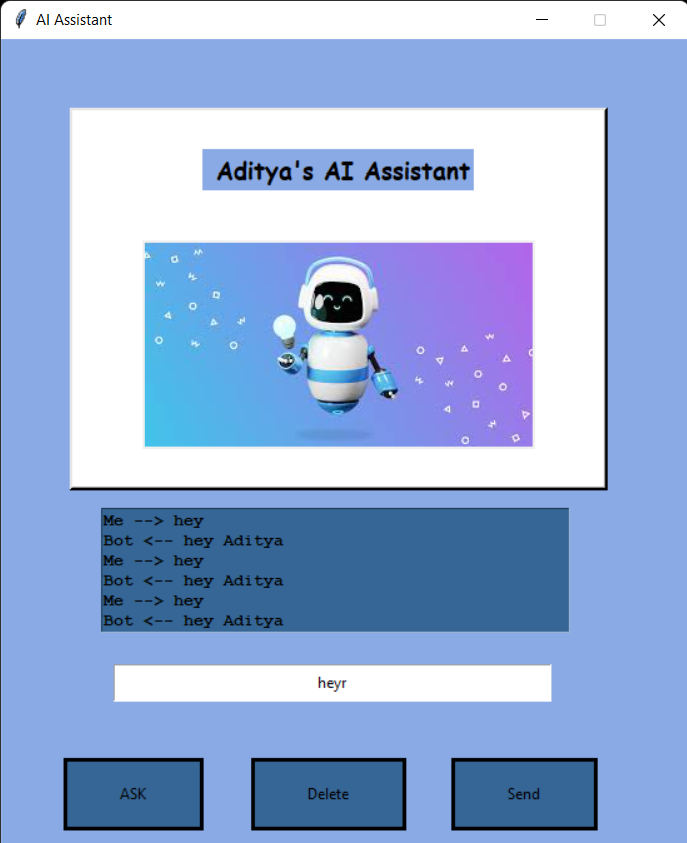 AI Assistant
Aditya's AI Assistant
Me --> hey
Bot <-- hey Aditya
Me --> hey
Bot <-- hey Aditya
Me --> hey
Bot <-- hey Aditya
heyr
ASK
Delete
Send